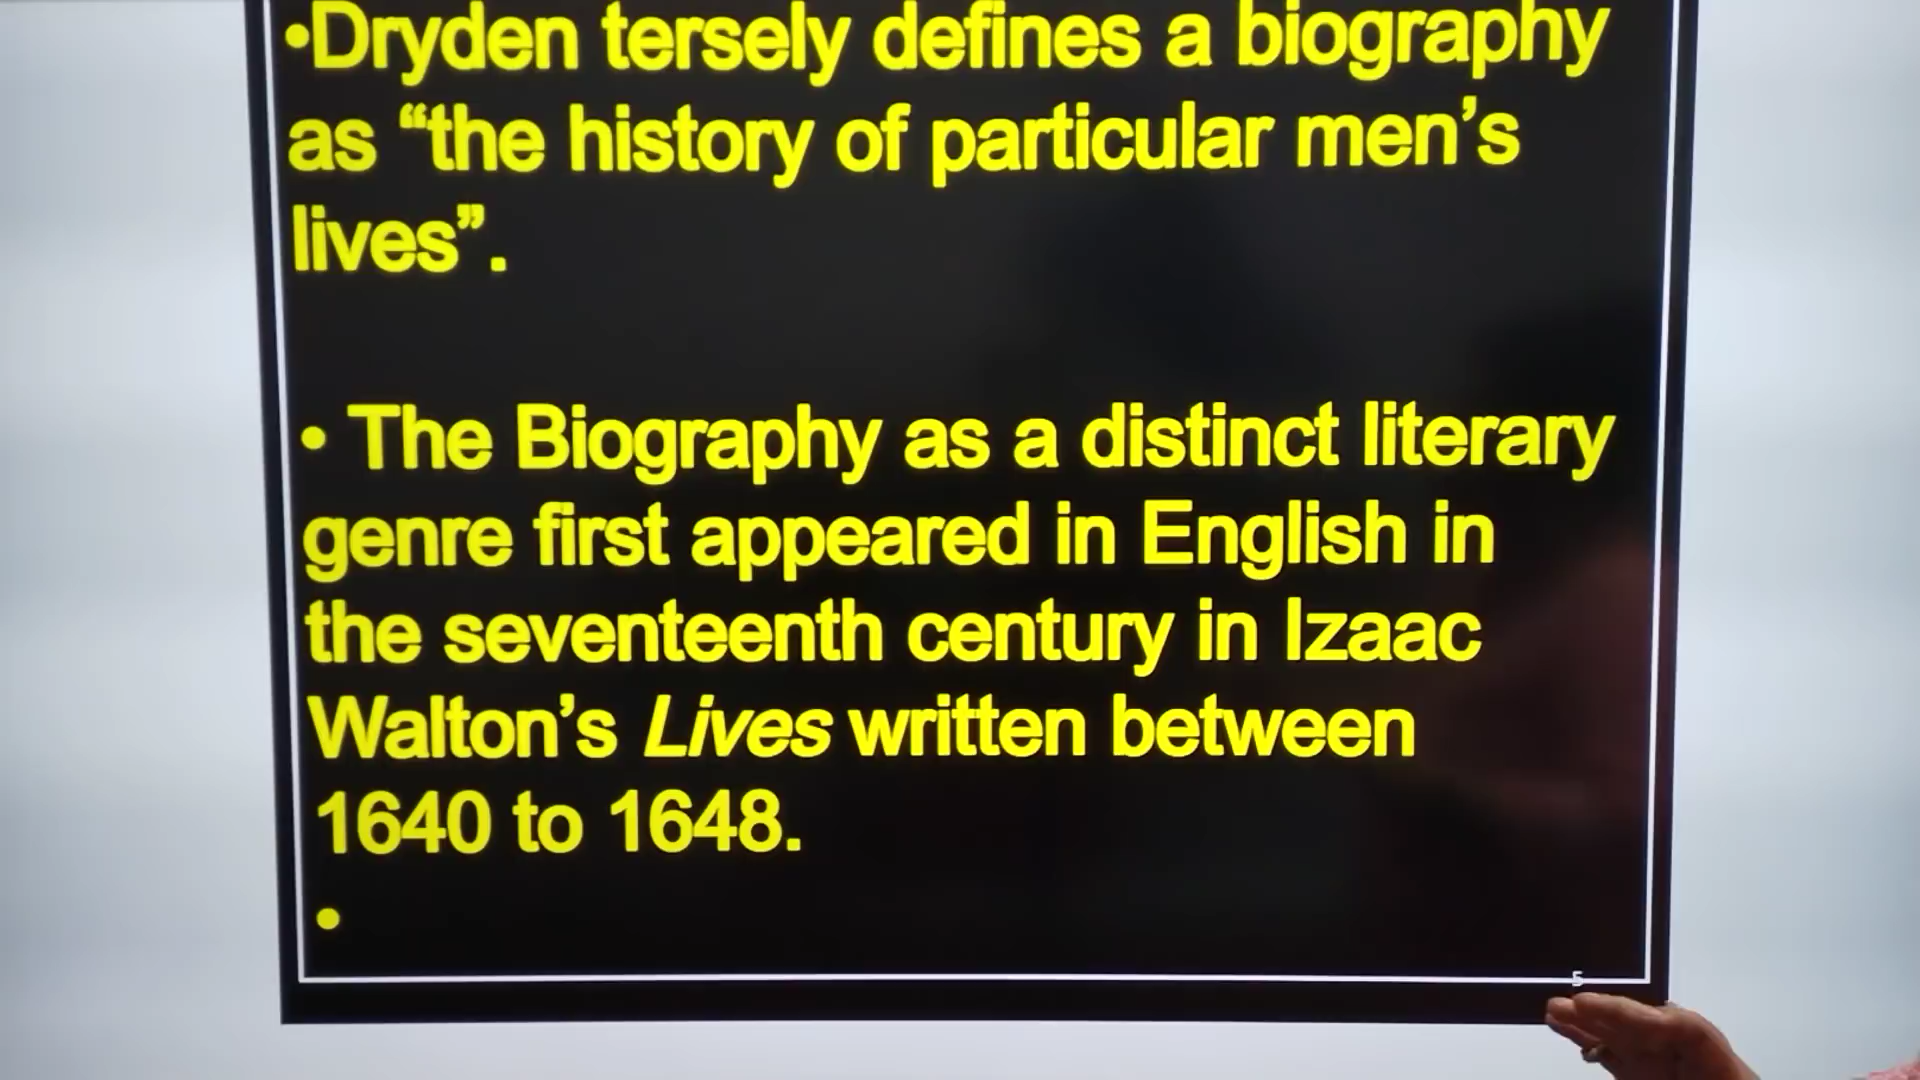 •Dryden tersely defines a biography
as “the history of particular men’s
lives”.
• The Biography as a distinct literary
genre first appeared in English in
the seventeenth century in Izaac
Walton’s Lives written between
1640 to 1648.
•
5